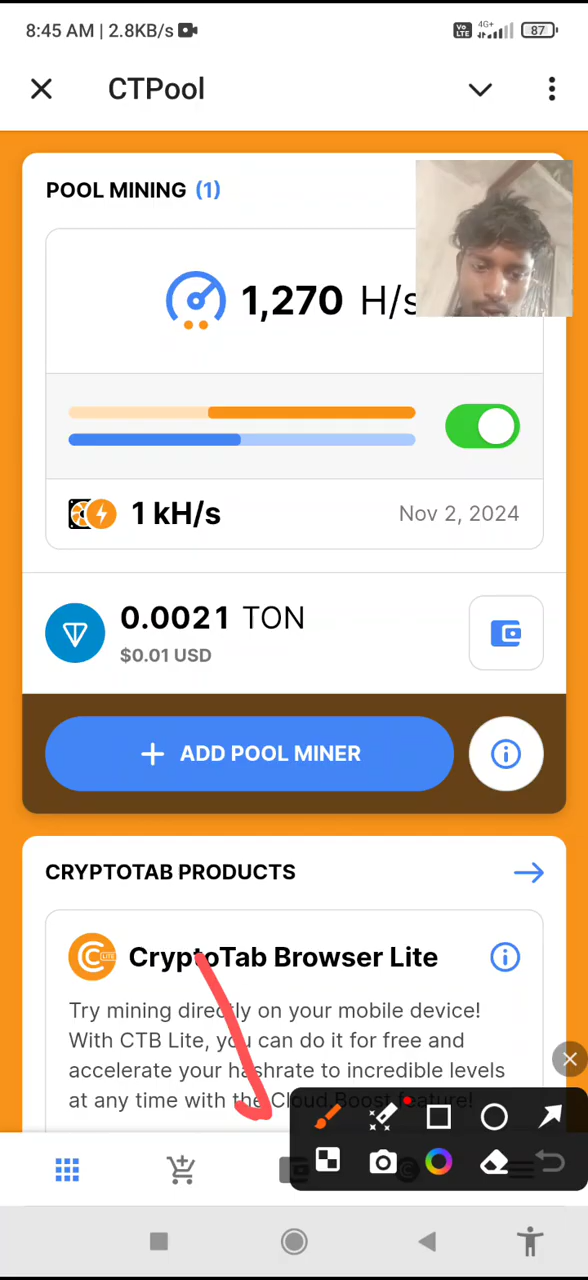 8:45 AM | 2.8KB/s
Vo LTE 4G+ 87
CTPool
POOL MINING (1)
1,270 H/s
1 kH/s
Nov 2, 2024
0.0021 TON
$0.01 USD
+ ADD POOL MINER
CRYPTOTAB PRODUCTS
CryptoTab Browser Lite
Try mining directly on your mobile device!
With CTB Lite, you can do it for free and
accelerate your hashrate to incredible levels
at any time with the Cloud Boost feature!